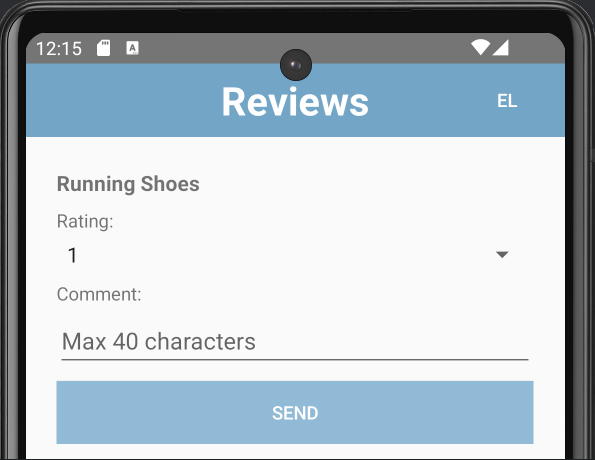 12:15
Reviews
EL
Running Shoes
Rating:
1
Comment:
Max 40 characters
SEND